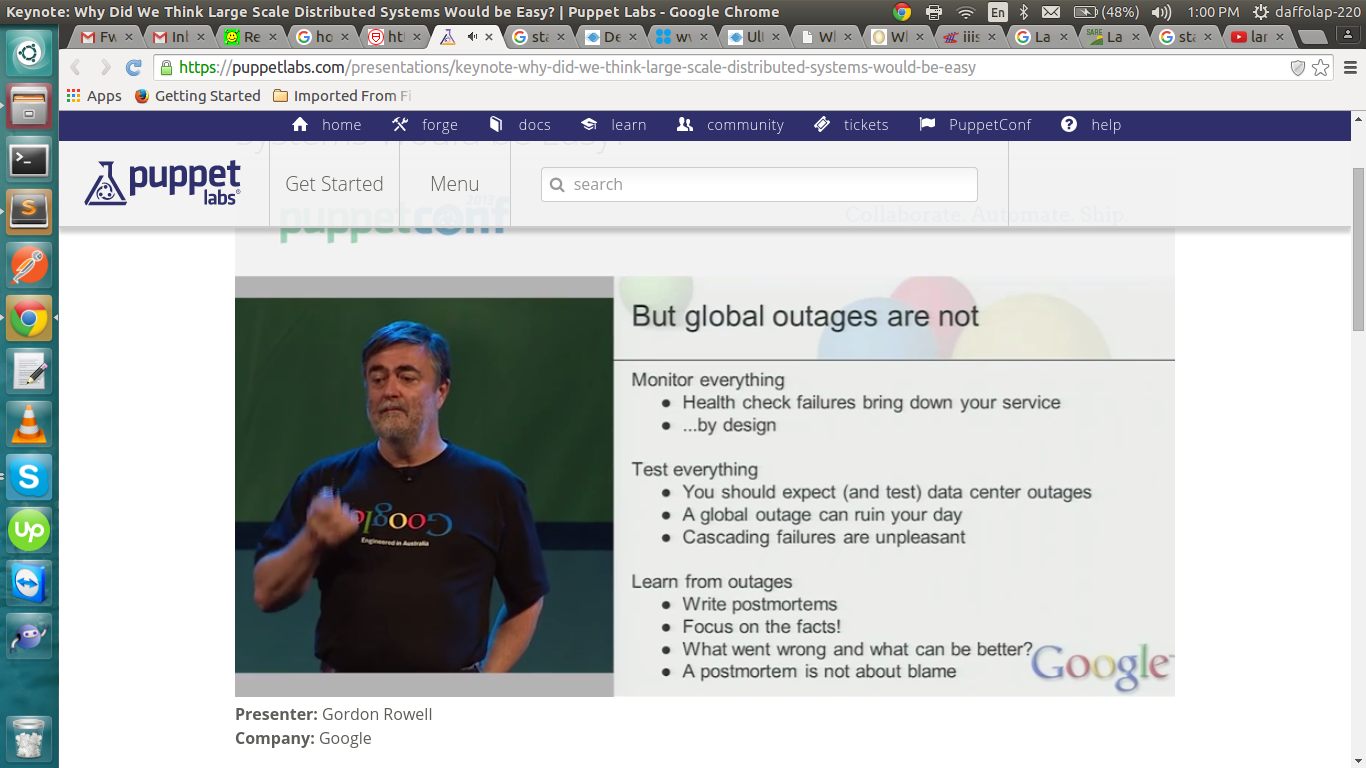 Keynote: Why Did We Think Large Scale Distributed Systems Would be Easy? | Puppet Labs - Google Chrome
En
(48%)
1:00 PM
daffolap-220
Fw
Inl
Re
ho
ht
sta
De
wv
Ult
Wl
Wl
iiis
La
La
sta
lar
https://puppetlabs.com/presentations/keynote-why-did-we-think-large-scale-distributed-systems-would-be-easy
Apps
Getting Started
Imported From Fi
home
forge
docs
learn
community
tickets
PuppetConf
help
Systems Would be Easy?
puppet labs
Get Started
Menu
search
puppetconf 2013
Collaborate. Automate. Ship.
But global outages are not
Monitor everything
● Health check failures bring down your service
● ...by design
Test everything
● You should expect (and test) data center outages
● A global outage can ruin your day
● Cascading failures are unpleasant
Learn from outages
● Write postmortems
● Focus on the facts!
● What went wrong and what can be better?
● A postmortem is not about blame
Google
Engineered in Australia
Google
Presenter: Gordon Rowell
Company: Google